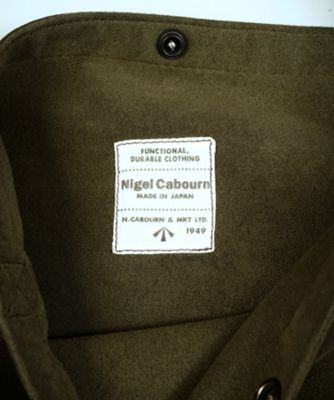 FUNCTIONAL,
DURABLE CLOTHING
Nigel Cabourn
MADE IN JAPAN
N.CABOURN & MKT LTD.
1949